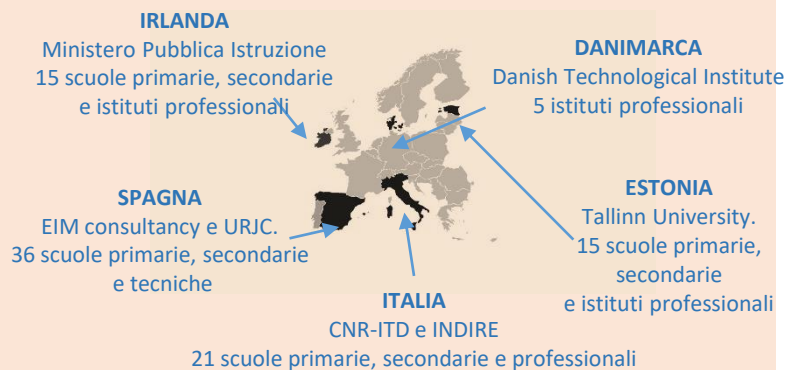 IRLANDA
Ministero Pubblica Istruzione
15 scuole primarie, secondarie
e istituti professionali
DANIMARCA
Danish Technological Institute
5 istituti professionali
SPAGNA
EIM consultancy e URJC.
36 scuole primarie, secondarie
e tecniche
ESTONIA
Tallinn University.
15 scuole primarie,
secondarie
e istituti professionali
ITALIA
CNR-ITD e INDIRE
21 scuole primarie, secondarie e professionali